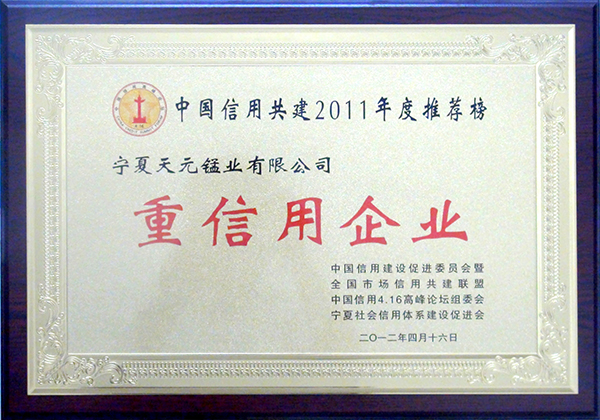 中国信用共建2011年度推荐榜
宁夏天元锰业有限公司
重信用企业
中国信用建设促进委员会暨
全国市场信用共建联盟
中国信用4.16高峰论坛组委会
宁夏社会信用体系建设促进会
二〇一二年四月十六日